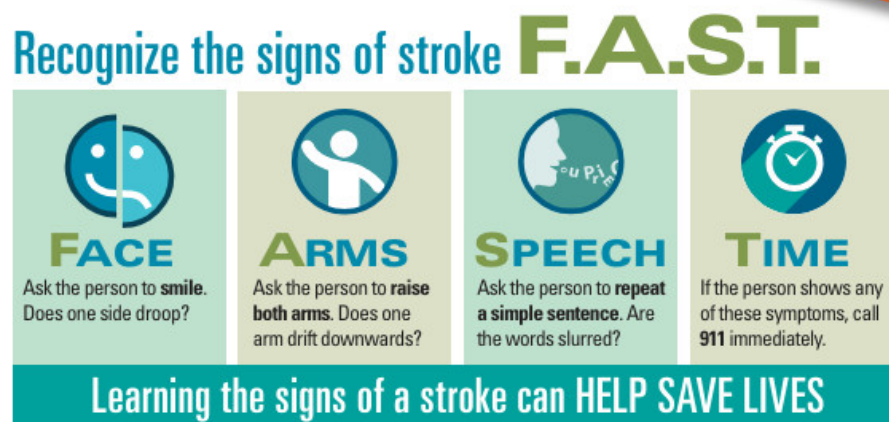 Recognize the signs of stroke F.A.S.T.
FACE
Ask the person to smile.
Does one side droop?
ARMS
Ask the person to raise
both arms. Does one
arm drift downwards?
SPEECH
Ask the person to repeat
a simple sentence. Are
the words slurred?
TIME
If the person shows any
of these symptoms, call
911 immediately.
Learning the signs of a stroke can HELP SAVE LIVES